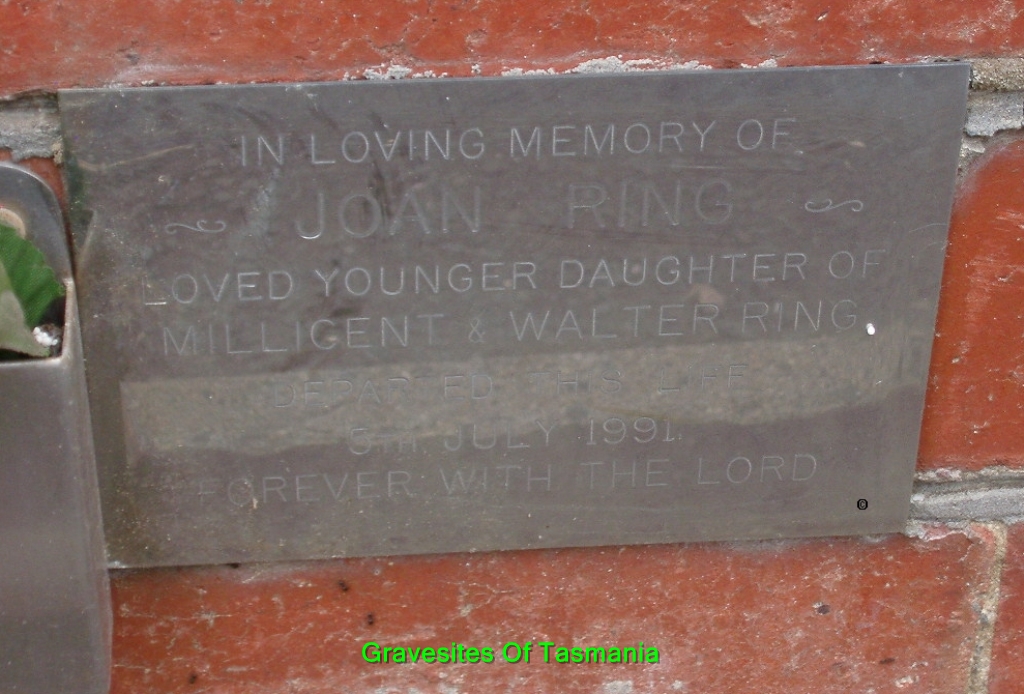 IN LOVING MEMORY OF
JOAN RING
LOVED YOUNGER DAUGHTER OF
MILLICENT & WALTER RING
DEPARTED THIS LIFE
5TH JULY 1991
FOREVER WITH THE LORD
©
Gravesites Of Tasmania